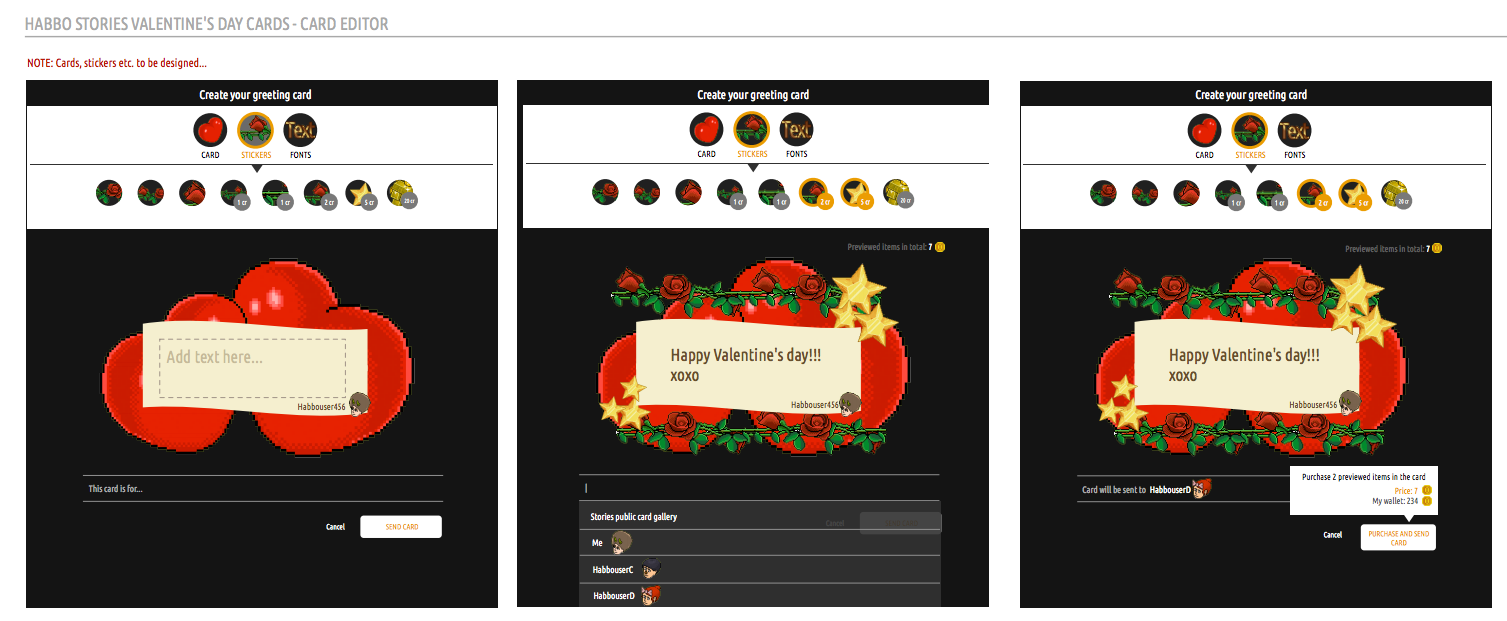 HABBO STORIES VALENTINE'S DAY CARDS - CARD EDITOR
NOTE: Cards, stickers etc. to be designed...
Create your greeting card
Text
CARD
STICKERS
FONTS
1 cr
1 cr
2 cr
5 cr
20 cr
Add text here...
Habbouser456
This card is for...
Cancel
SEND CARD
Create your greeting card
Text
CARD
STICKERS
FONTS
1 cr
1 cr
2 cr
5 cr
20 cr
Previewed items in total: 7
Happy Valentine's day!!!
xoxo
Habbouser456
Stories public card gallery
Cancel
Me
HabbouserC
HabbouserD
Create your greeting card
Text
CARD
STICKERS
FONTS
1 cr
1 cr
2 cr
5 cr
20 cr
Previewed items in total: 7
Happy Valentine's day!!!
xoxo
Habbouser456
Card will be sent to HabbouserD
Purchase 2 previewed items in the card
Price: 7
My wallet: 234
Cancel
PURCHASE AND SEND
CARD